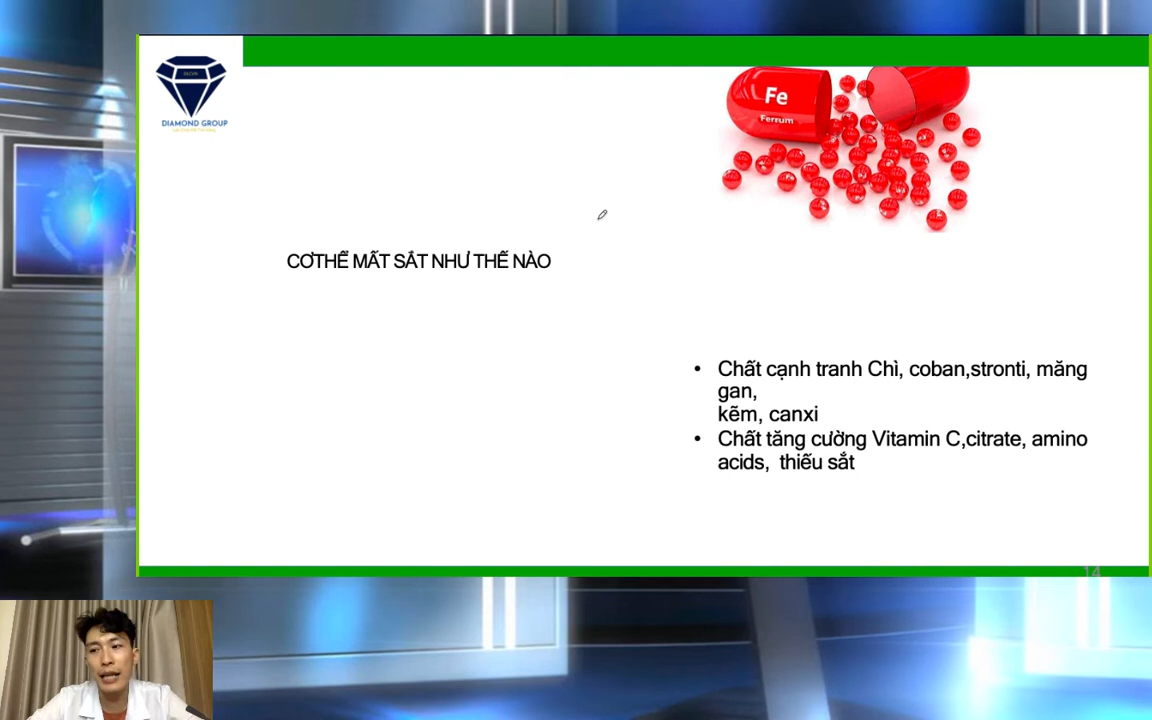 DIAMOND GROUP
Fe
Ferrum
CƠTHỂ MẤT SẮT NHƯ THẾ NÀO
• Chất cạnh tranh Chì, coban,stronti, măng
gan,
kẽm, canxi
• Chất tăng cường Vitamin C,citrate, amino
acids, thiếu sắt
14